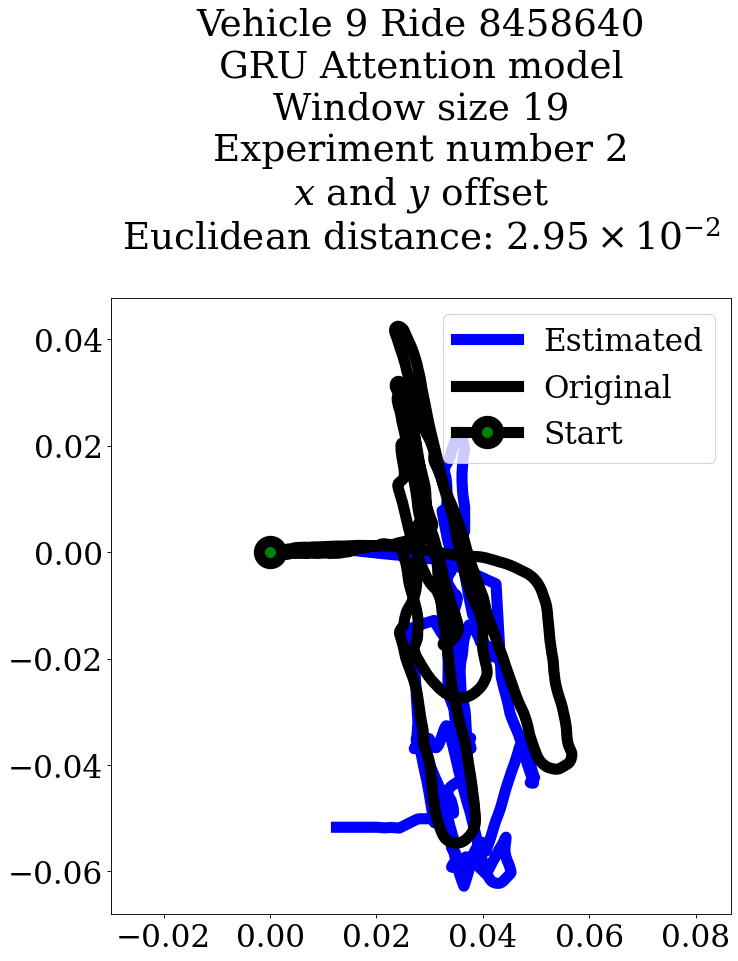 Vehicle 9 Ride 8458640
GRU Attention model
Window size 19
Experiment number 2
x and y offset
Euclidean distance: 2.95 × 10⁻²
Estimated
Original
Start
0.04
0.02
0.00
−0.02
−0.04
−0.06
−0.02 0.00 0.02 0.04 0.06 0.08